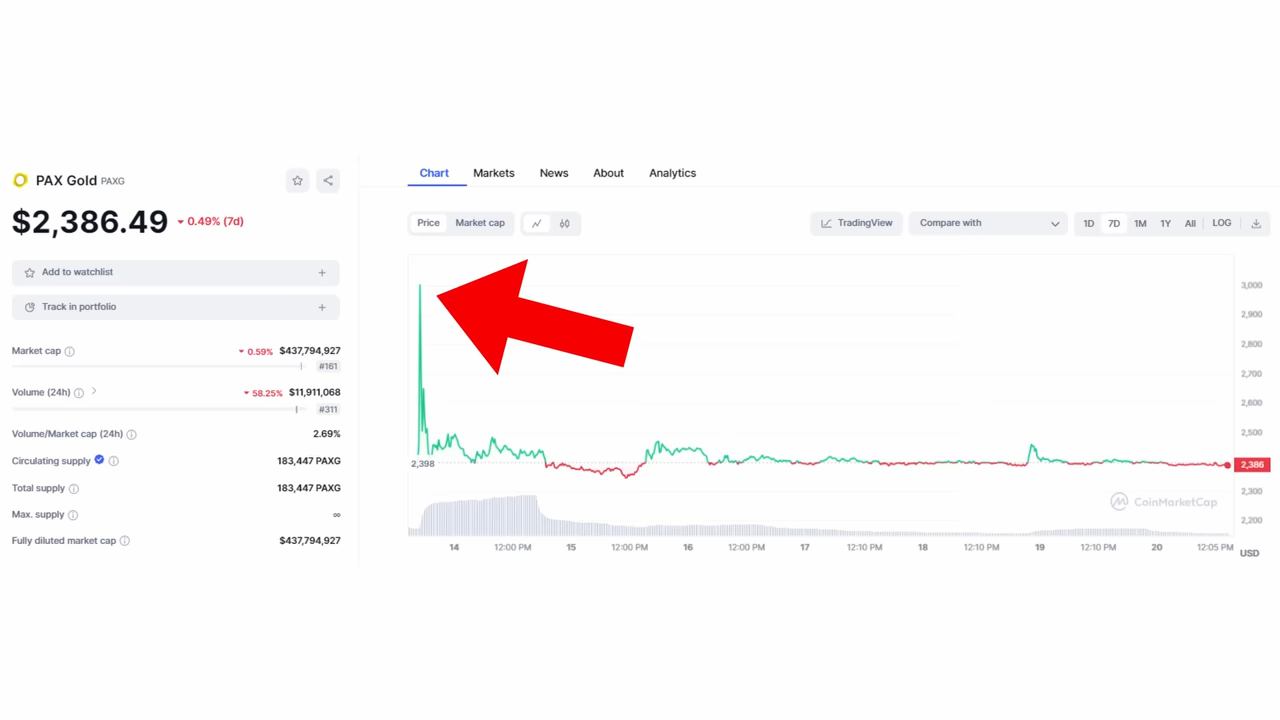 PAX Gold PAXG
$2,386.49 0.49% (7d)
Add to watchlist +
Track in portfolio +
Market cap 0.59% $437,794,927
#161
Volume (24h) 58.25% $11,911,068
#311
Volume/Market cap (24h) 2.69%
Circulating supply 183,447 PAXG
Total supply 183,447 PAXG
Max. supply ∞
Fully diluted market cap $437,794,927
Chart Markets News About Analytics
Price Market cap TradingView Compare with 1D 7D 1M 1Y All LOG
3,000
2,900
2,800
2,700
2,600
2,500
2,398 2,386
2,300
CoinMarketCap
2,200
14 12:00 PM 15 12:00 PM 16 12:00 PM 17 12:10 PM 18 12:10 PM 19 12:10 PM 20 12:05 PM
USD